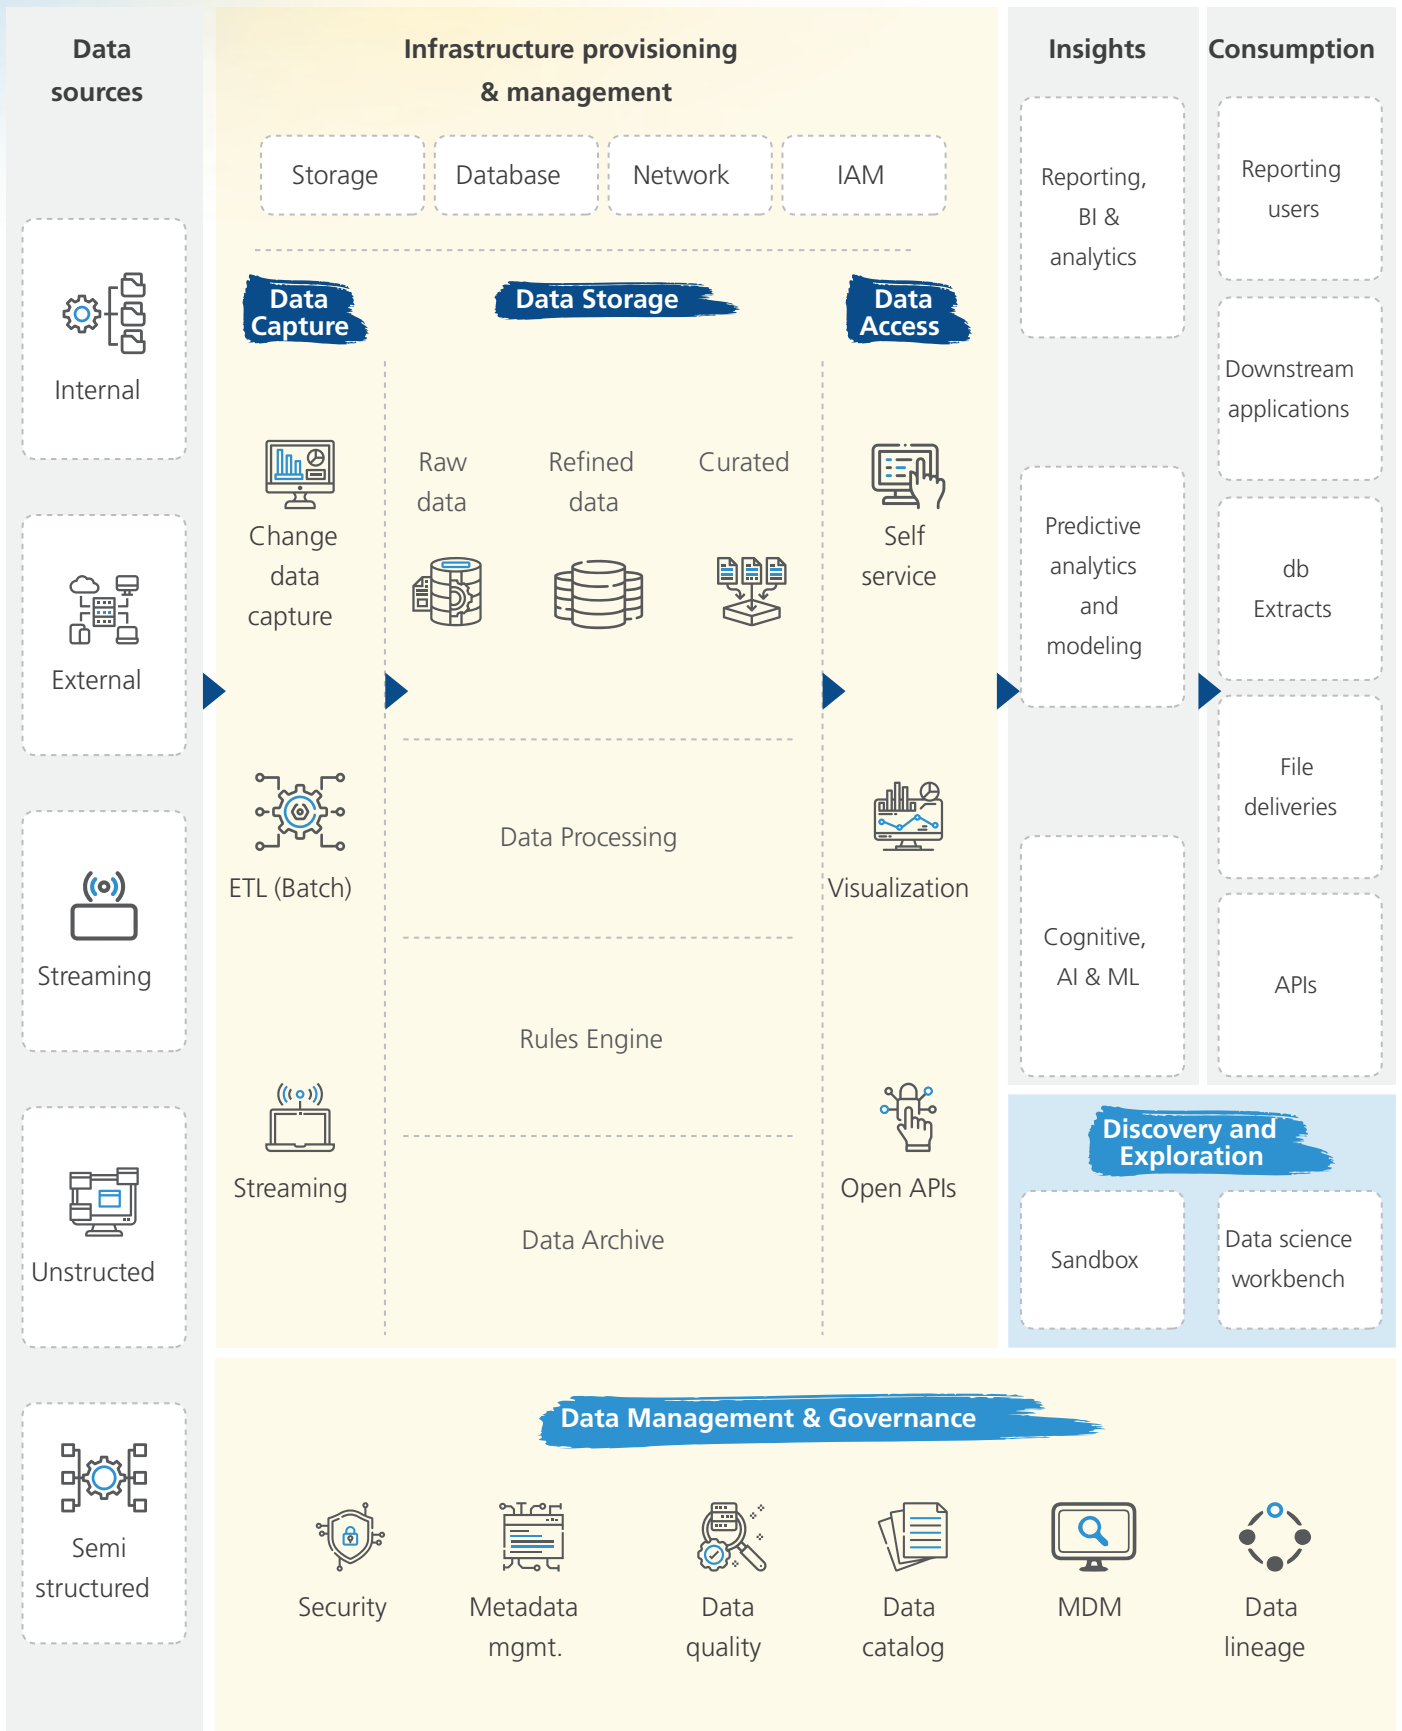 Data
sources
Internal
External
Streaming
Unstructed
Semi
structured
Infrastructure provisioning
& management
Storage
Database
Network
IAM
Data
Capture
Change
data
capture
ETL (Batch)
Streaming
Data Storage
Raw
data
Refined
data
Curated
Data Processing
Rules Engine
Data Archive
Data
Access
Self
service
Visualization
Open APIs
Insights
Reporting,
BI &
analytics
Predictive
analytics
and
modeling
Cognitive,
AI & ML
Consumption
Reporting
users
Downstream
applications
db
Extracts
File
deliveries
APIs
Discovery and
Exploration
Sandbox
Data science
workbench
Data Management & Governance
Security
Metadata
mgmt.
Data
quality
Data
catalog
MDM
Data
lineage